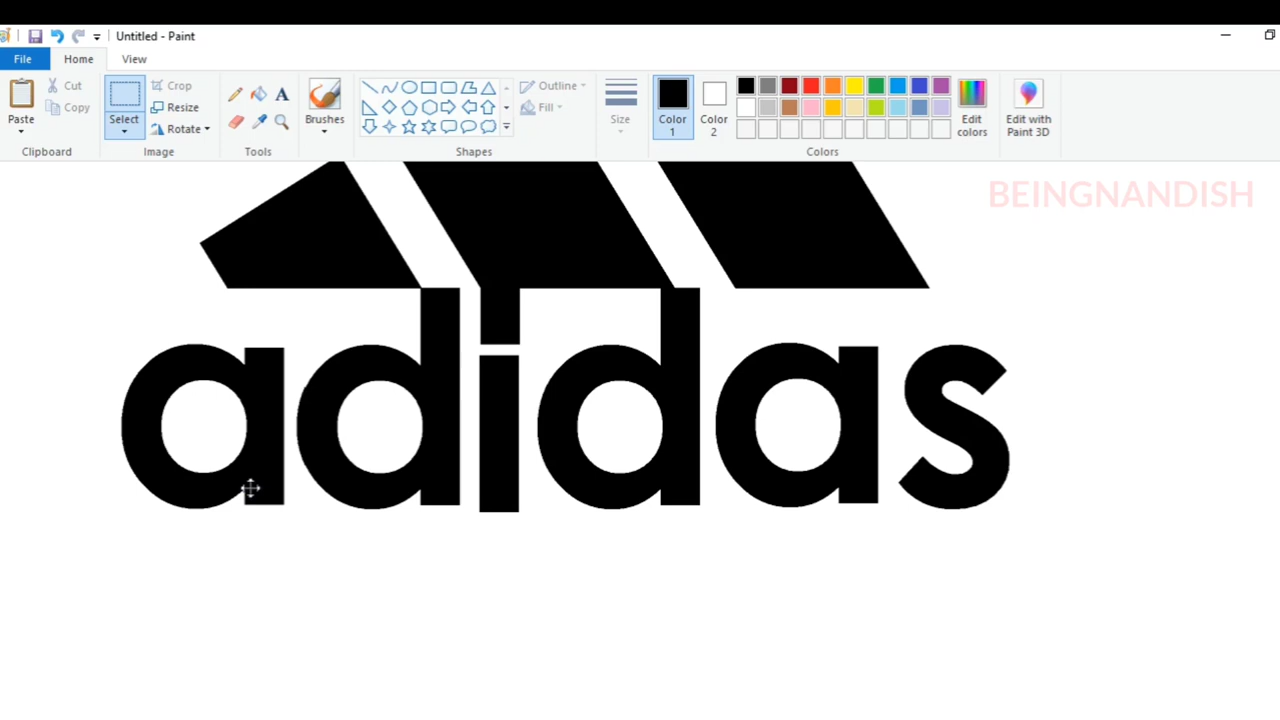 Untitled - Paint
File Home View
Paste Cut Copy Select Crop Resize Rotate Brushes Outline Fill Size Color 1 Color 2 Edit colors Edit with Paint 3D
Clipboard Image Tools Shapes Colors
BEINGNANDISH
adidas